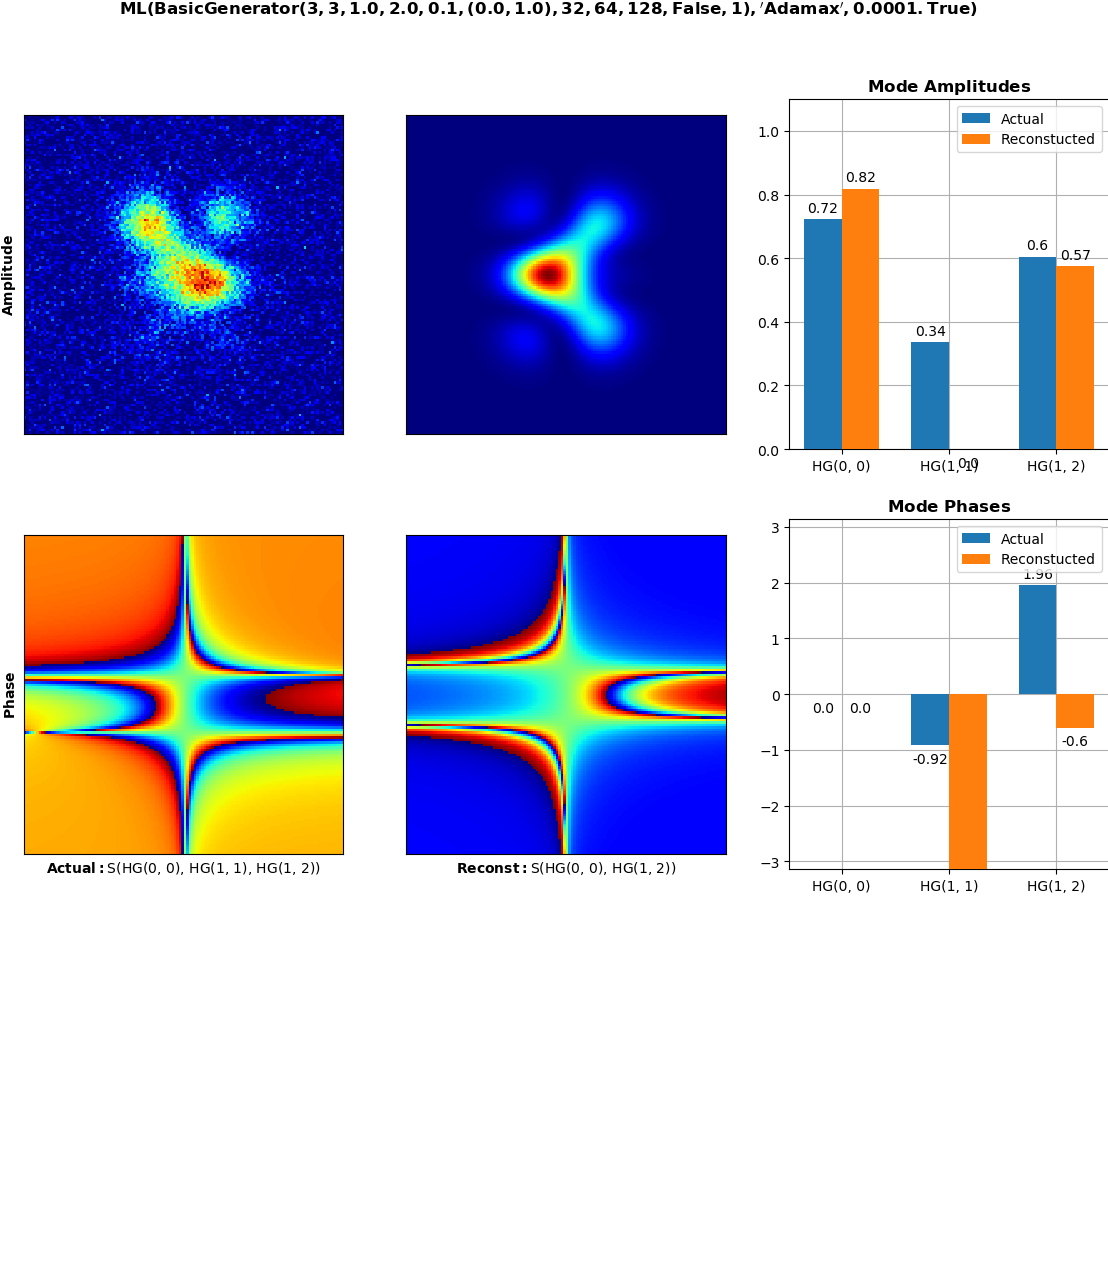 ML(BasicGenerator(3, 3, 1.0, 2.0, 0.1, (0.0, 1.0), 32, 64, 128, False, 1), 'Adamax', 0.0001. True)
Amplitude
Mode Amplitudes
Actual
Reconstucted
1.0
0.8
0.6
0.4
0.2
0.0
0.72
0.82
0.34
0.0
0.6
0.57
HG(0, 0)
HG(1, 1)
HG(1, 2)
Phase
Actual: S(HG(0, 0), HG(1, 1), HG(1, 2))
Reconst: S(HG(0, 0), HG(1, 2))
Mode Phases
Actual
Reconstucted
3
2
1
0
−1
−2
−3
0.0
0.0
-0.92
1.96
-0.6
HG(0, 0)
HG(1, 1)
HG(1, 2)